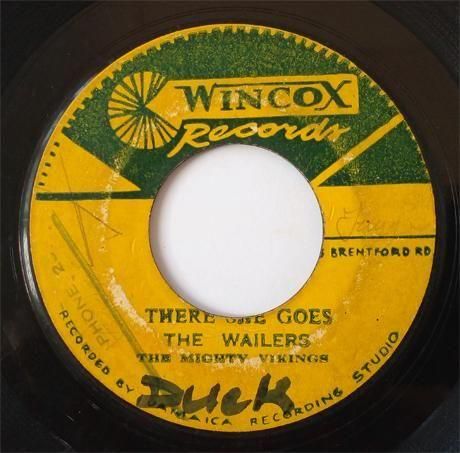 WINCOX
Records
BRENTFORD RD
THERE SHE GOES
THE WAILERS
THE MIGHTY VIKINGS
PHONE. 2
RECORDED BY JAMAICA RECORDING STUDIO
DUCK